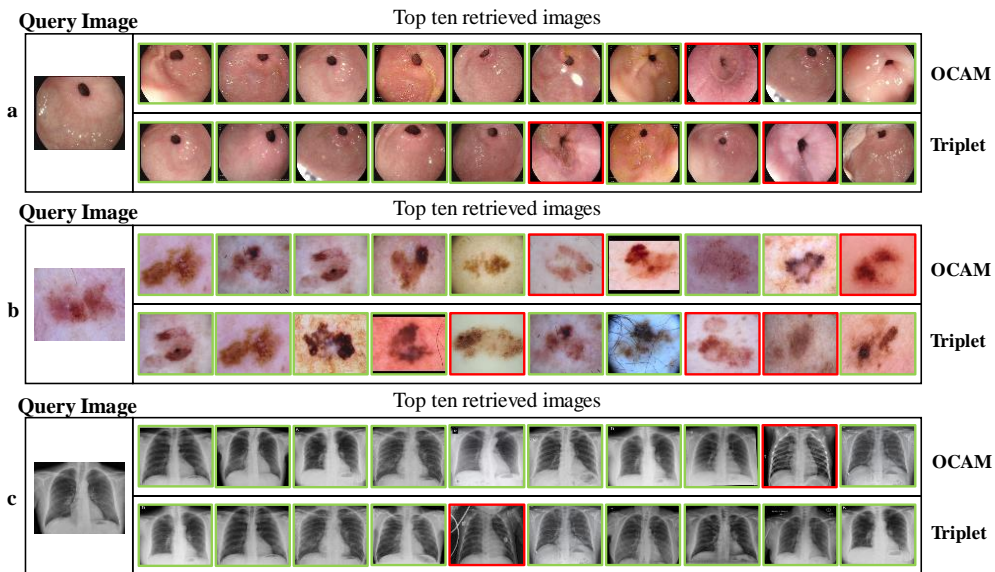 Query Image
Top ten retrieved images
a
OCAM
Triplet
Query Image
Top ten retrieved images
b
OCAM
Triplet
Query Image
Top ten retrieved images
c
OCAM
Triplet